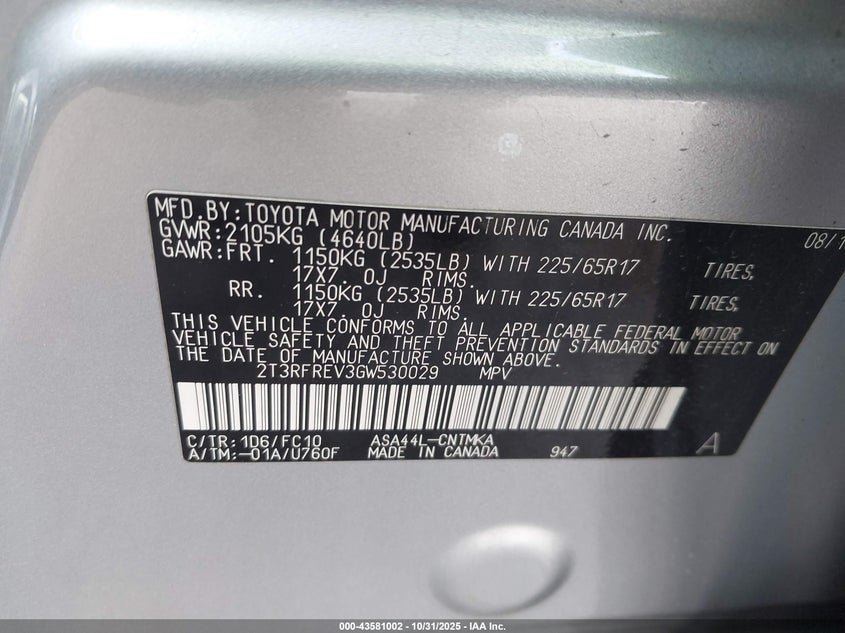 MFD.BY:TOYOTA MOTOR MANUFACTURING CANADA INC.
08/1
GVWR:2105KG (4640LB)
GAWR:FRT. 1150KG (2535LB) WITH 225/65R17 TIRES.
17X7.0J RIMS.
RR. 1150KG (2535LB) WITH 225/65R17 TIRES.
17X7.0J RIMS.
THIS VEHICLE CONFORMS TO ALL APPLICABLE FEDERAL MOTOR
VEHICLE SAFETY AND THEFT PREVENTION STANDARDS IN EFFECT ON
THE DATE OF MANUFACTURE SHOWN ABOVE.
2T3RFREV3GW530029 MPV
C/TR:1D6/FC10 ASA44L-CNTMKA
A/TM:-01A/U760F MADE IN CANADA 947 A
000-43581002 - 10/31/2025 - IAA Inc.